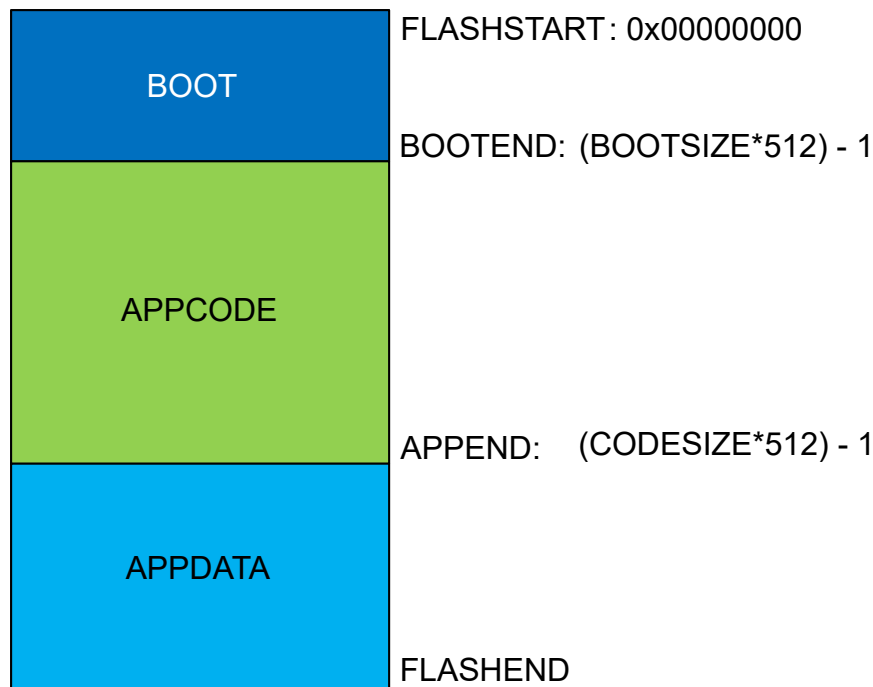 FLASHSTART: 0x00000000
BOOT
BOOTEND: (BOOTSIZE*512) - 1
APPCODE
APPEND: (CODESIZE*512) - 1
APPDATA
FLASHEND